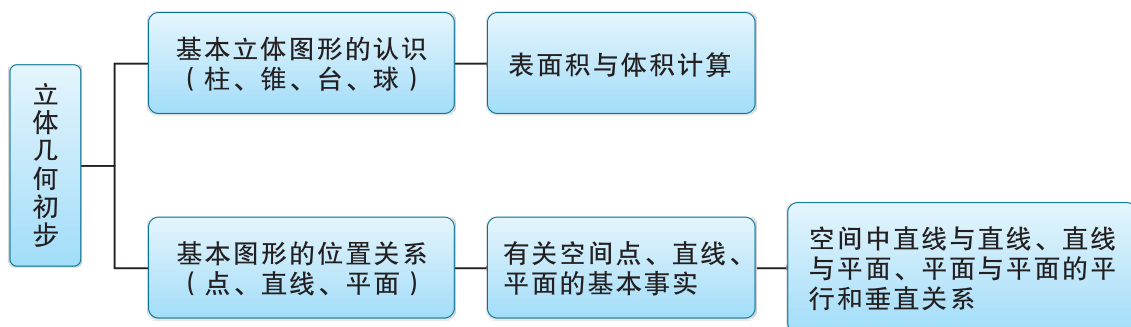 立体几何初步
基本立体图形的认识
（柱、锥、台、球）
表面积与体积计算
基本图形的位置关系
（点、直线、平面）
有关空间点、直线、
平面的基本事实
空间中直线与直线、直线
与平面、平面与平面的平
行和垂直关系